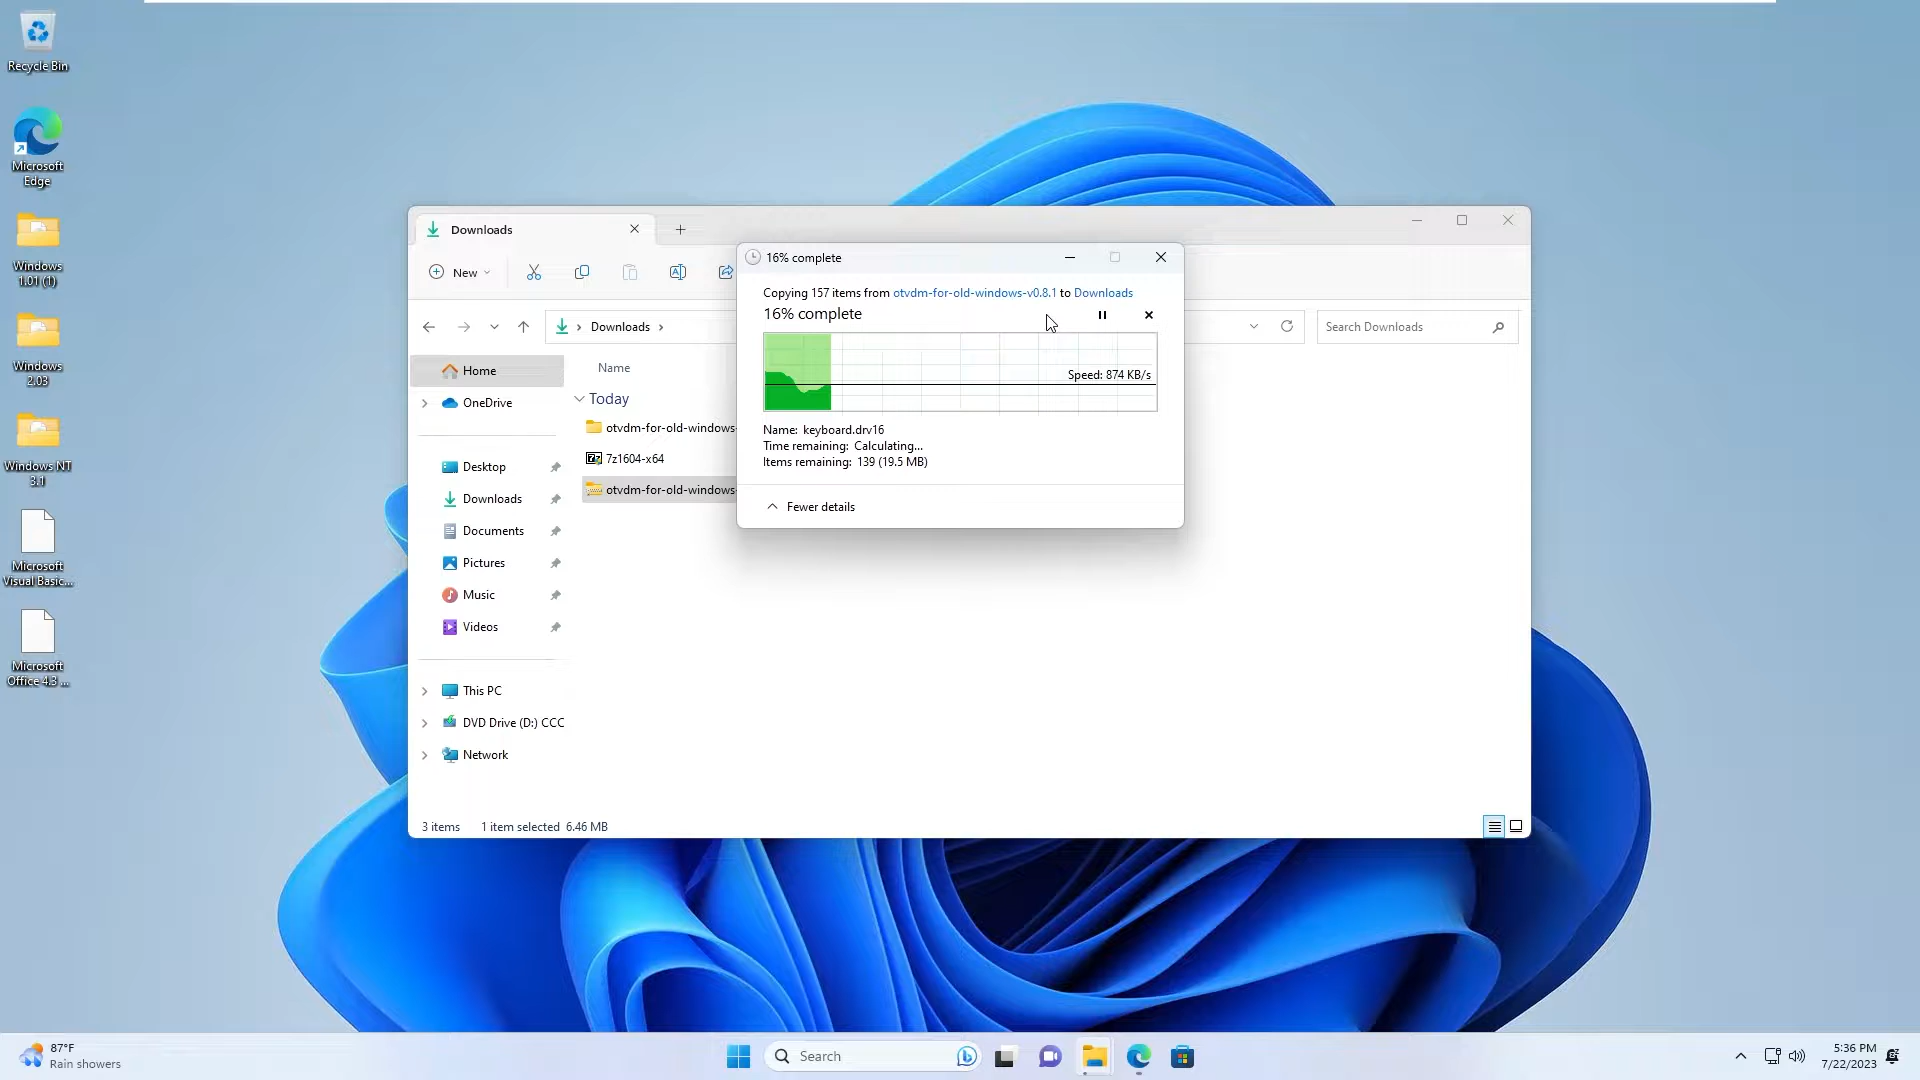 Recycle Bin
Microsoft
Edge
Windows
1.01 (1)
Windows
2.03
Windows NT
3.1
Microsoft
Visual Basic...
Microsoft
Office 4.3 ...
Downloads
New
Downloads
Search Downloads
Home
OneDrive
Desktop
Downloads
Documents
Pictures
Music
Videos
This PC
DVD Drive (D:) CCC
Network
Name
Today
otvdm-for-old-windows-
7z1604-x64
otvdm-for-old-windows-
3 items 1 item selected 6.46 MB
16% complete
Copying 157 items from otvdm-for-old-windows-v0.8.1 to Downloads
16% complete
Speed: 874 KB/s
Name: keyboard.drv16
Time remaining: Calculating...
Items remaining: 139 (19.5 MB)
Fewer details
87°F
Rain showers
Search
5:36 PM
7/22/2023